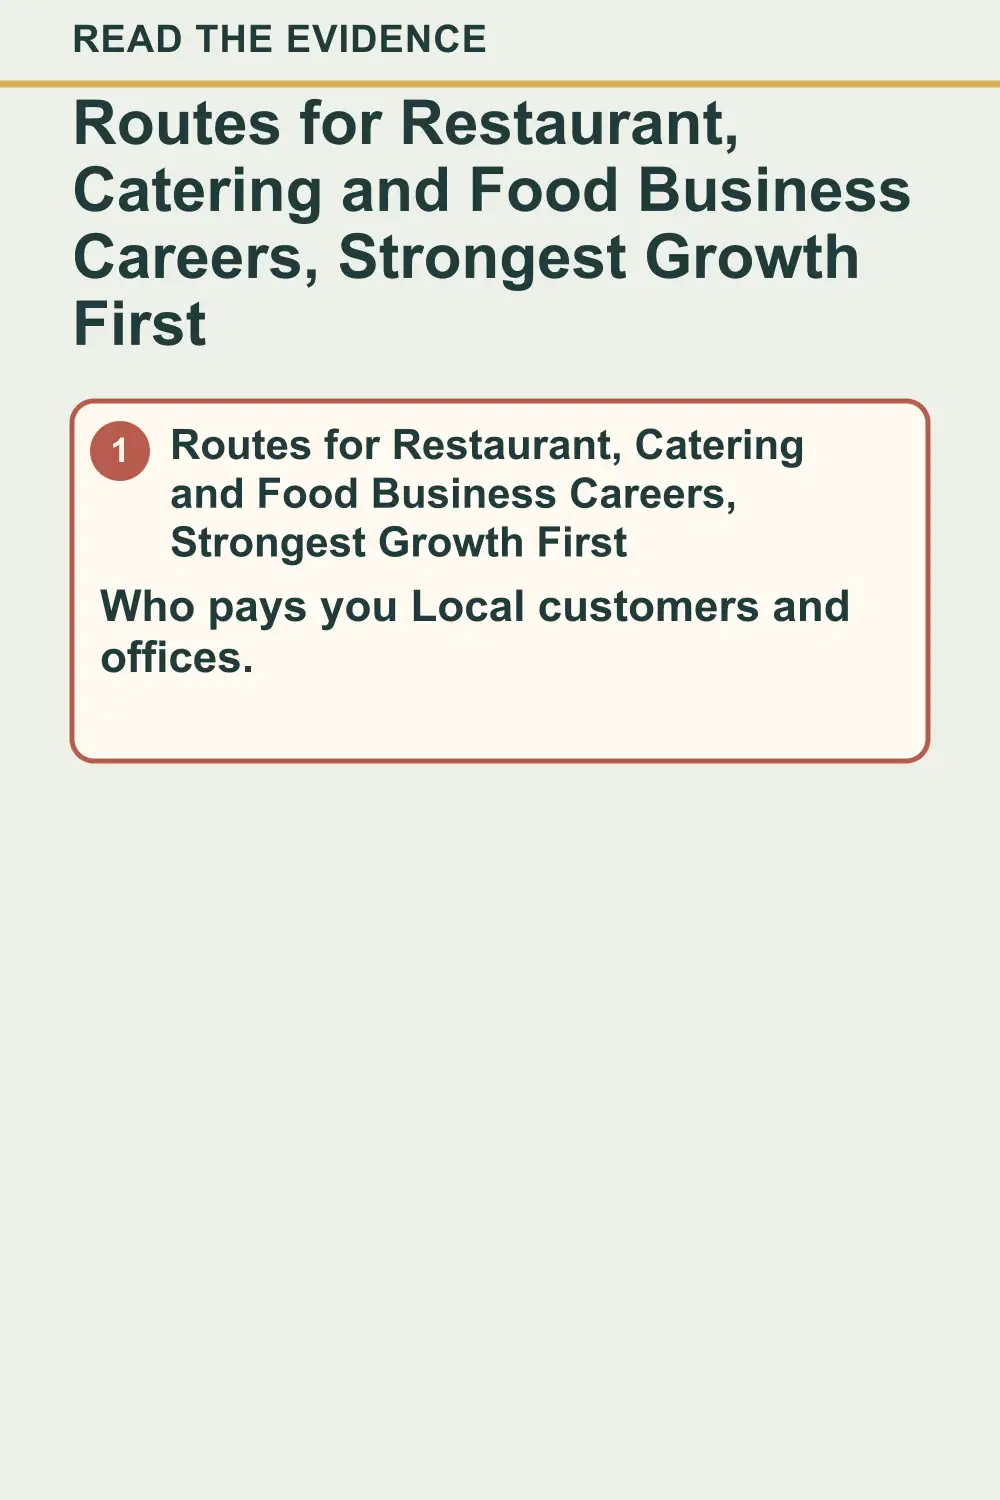 READ THE EVIDENCE
Routes for Restaurant,
Catering and Food Business
Careers, Strongest Growth
First
1
Routes for Restaurant, Catering
and Food Business Careers,
Strongest Growth First
Who pays you Local customers and
offices.